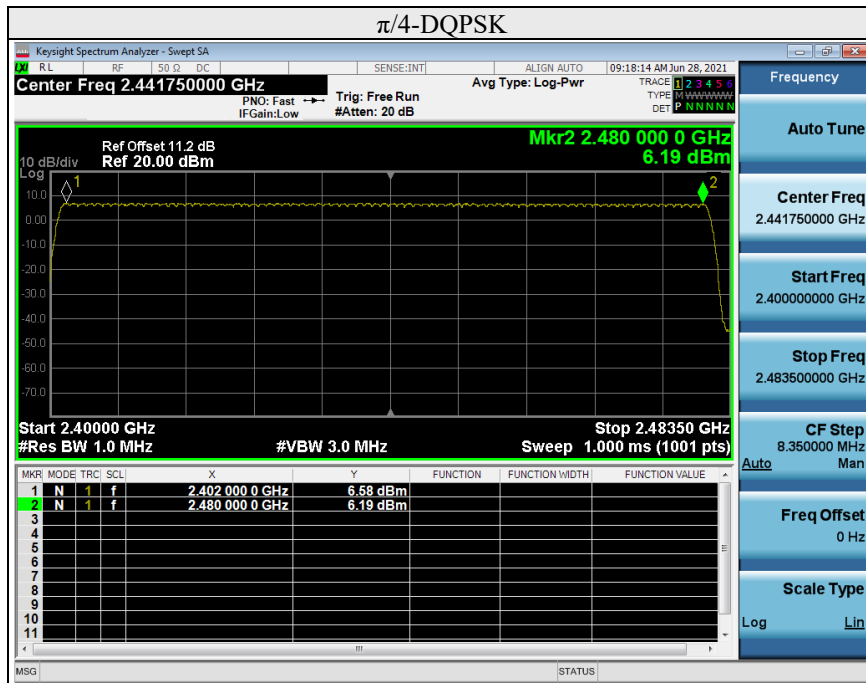 π/4-DQPSK
Keysight Spectrum Analyzer - Swept SA
LXI RL RF 50 Ω DC SENSE:INT ALIGN AUTO 09:18:14 AM Jun 28, 2021
Center Freq 2.441750000 GHz
PNO: Fast
IFGain:Low
Trig: Free Run
#Atten: 20 dB
Avg Type: Log-Pwr
TRACE 1 2 3 4 5 6
TYPE M W W W W W
DET P N N N N N
Frequency
Auto Tune
Center Freq
2.441750000 GHz
Start Freq
2.400000000 GHz
Stop Freq
2.483500000 GHz
CF Step
8.350000 MHz
Auto Man
Freq Offset
0 Hz
Scale Type
Log Lin
Mkr2 2.480 000 0 GHz
6.19 dBm
Ref Offset 11.2 dB
10 dB/div Ref 20.00 dBm
Log
1
2
10.0
0.00
-10.0
-20.0
-30.0
-40.0
-50.0
-60.0
-70.0
Start 2.40000 GHz Stop 2.48350 GHz
#Res BW 1.0 MHz #VBW 3.0 MHz Sweep 1.000 ms (1001 pts)
MKR MODE TRC SCL X Y FUNCTION FUNCTION WIDTH FUNCTION VALUE
1 N 1 f 2.402 000 0 GHz 6.58 dBm
2 N 1 f 2.480 000 0 GHz 6.19 dBm
3
4
5
6
7
8
9
10
11
MSG STATUS